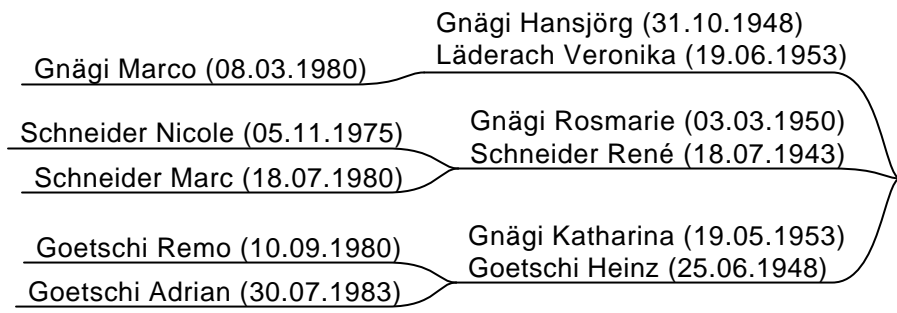 Gnägi Hansjörg (31.10.1948)
Läderach Veronika (19.06.1953)
Gnägi Marco (08.03.1980)
Gnägi Rosmarie (03.03.1950)
Schneider René (18.07.1943)
Schneider Nicole (05.11.1975)
Schneider Marc (18.07.1980)
Gnägi Katharina (19.05.1953)
Goetschi Heinz (25.06.1948)
Goetschi Remo (10.09.1980)
Goetschi Adrian (30.07.1983)